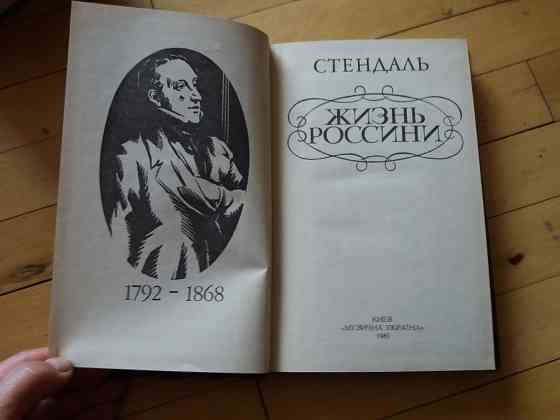 1792 – 1868
СТЕНДАЛЬ
ЖИЗНЬ
РОССИНИ
КИЕВ
«МУЗИЧНА УКРАЇНА»